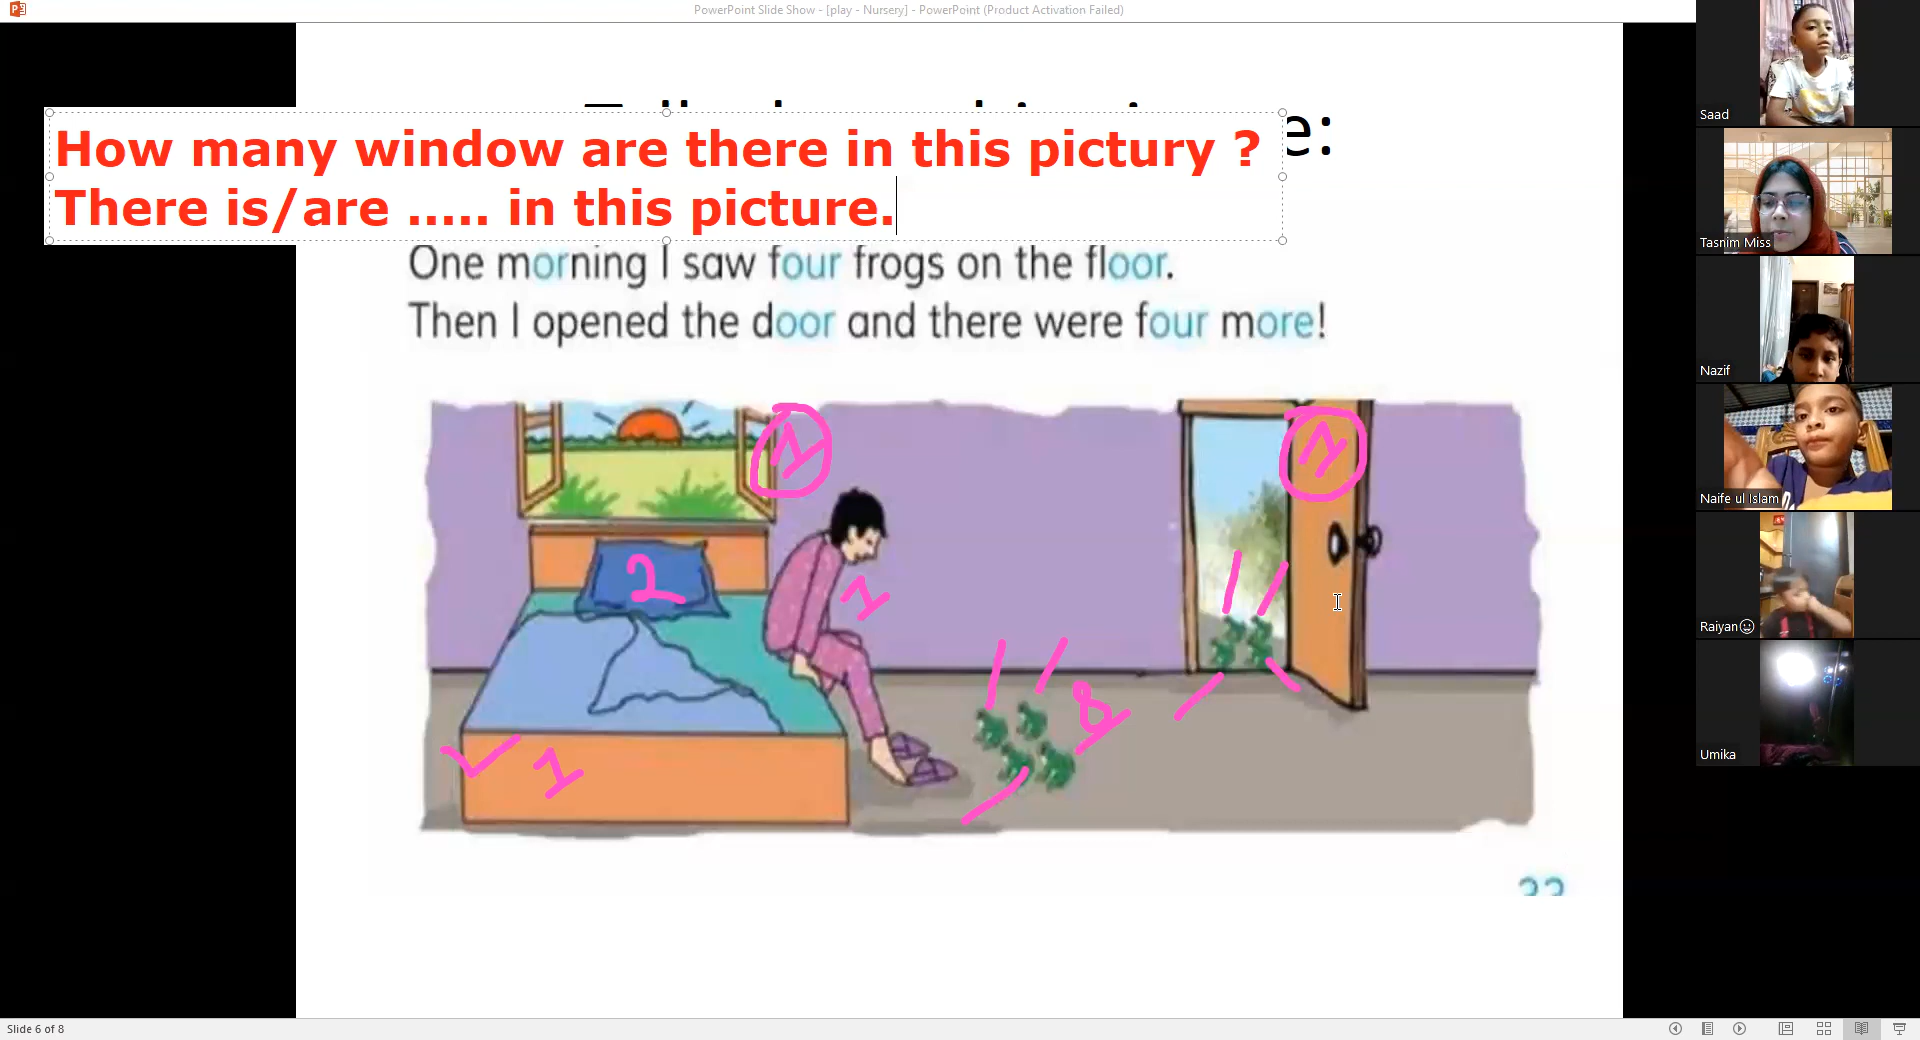 PowerPoint Slide Show - [play - Nursery] - PowerPoint (Product Activation Failed)
e:
How many window are there in this pictury ?
There is/are ..... in this picture.
One morning I saw four frogs on the floor.
Then I opened the door and there were four more!
1
1
2
1
8
1
Saad
Tasnim Miss
Nazif
Naife ul Islam
Raiyan☺
Umika
Slide 6 of 8